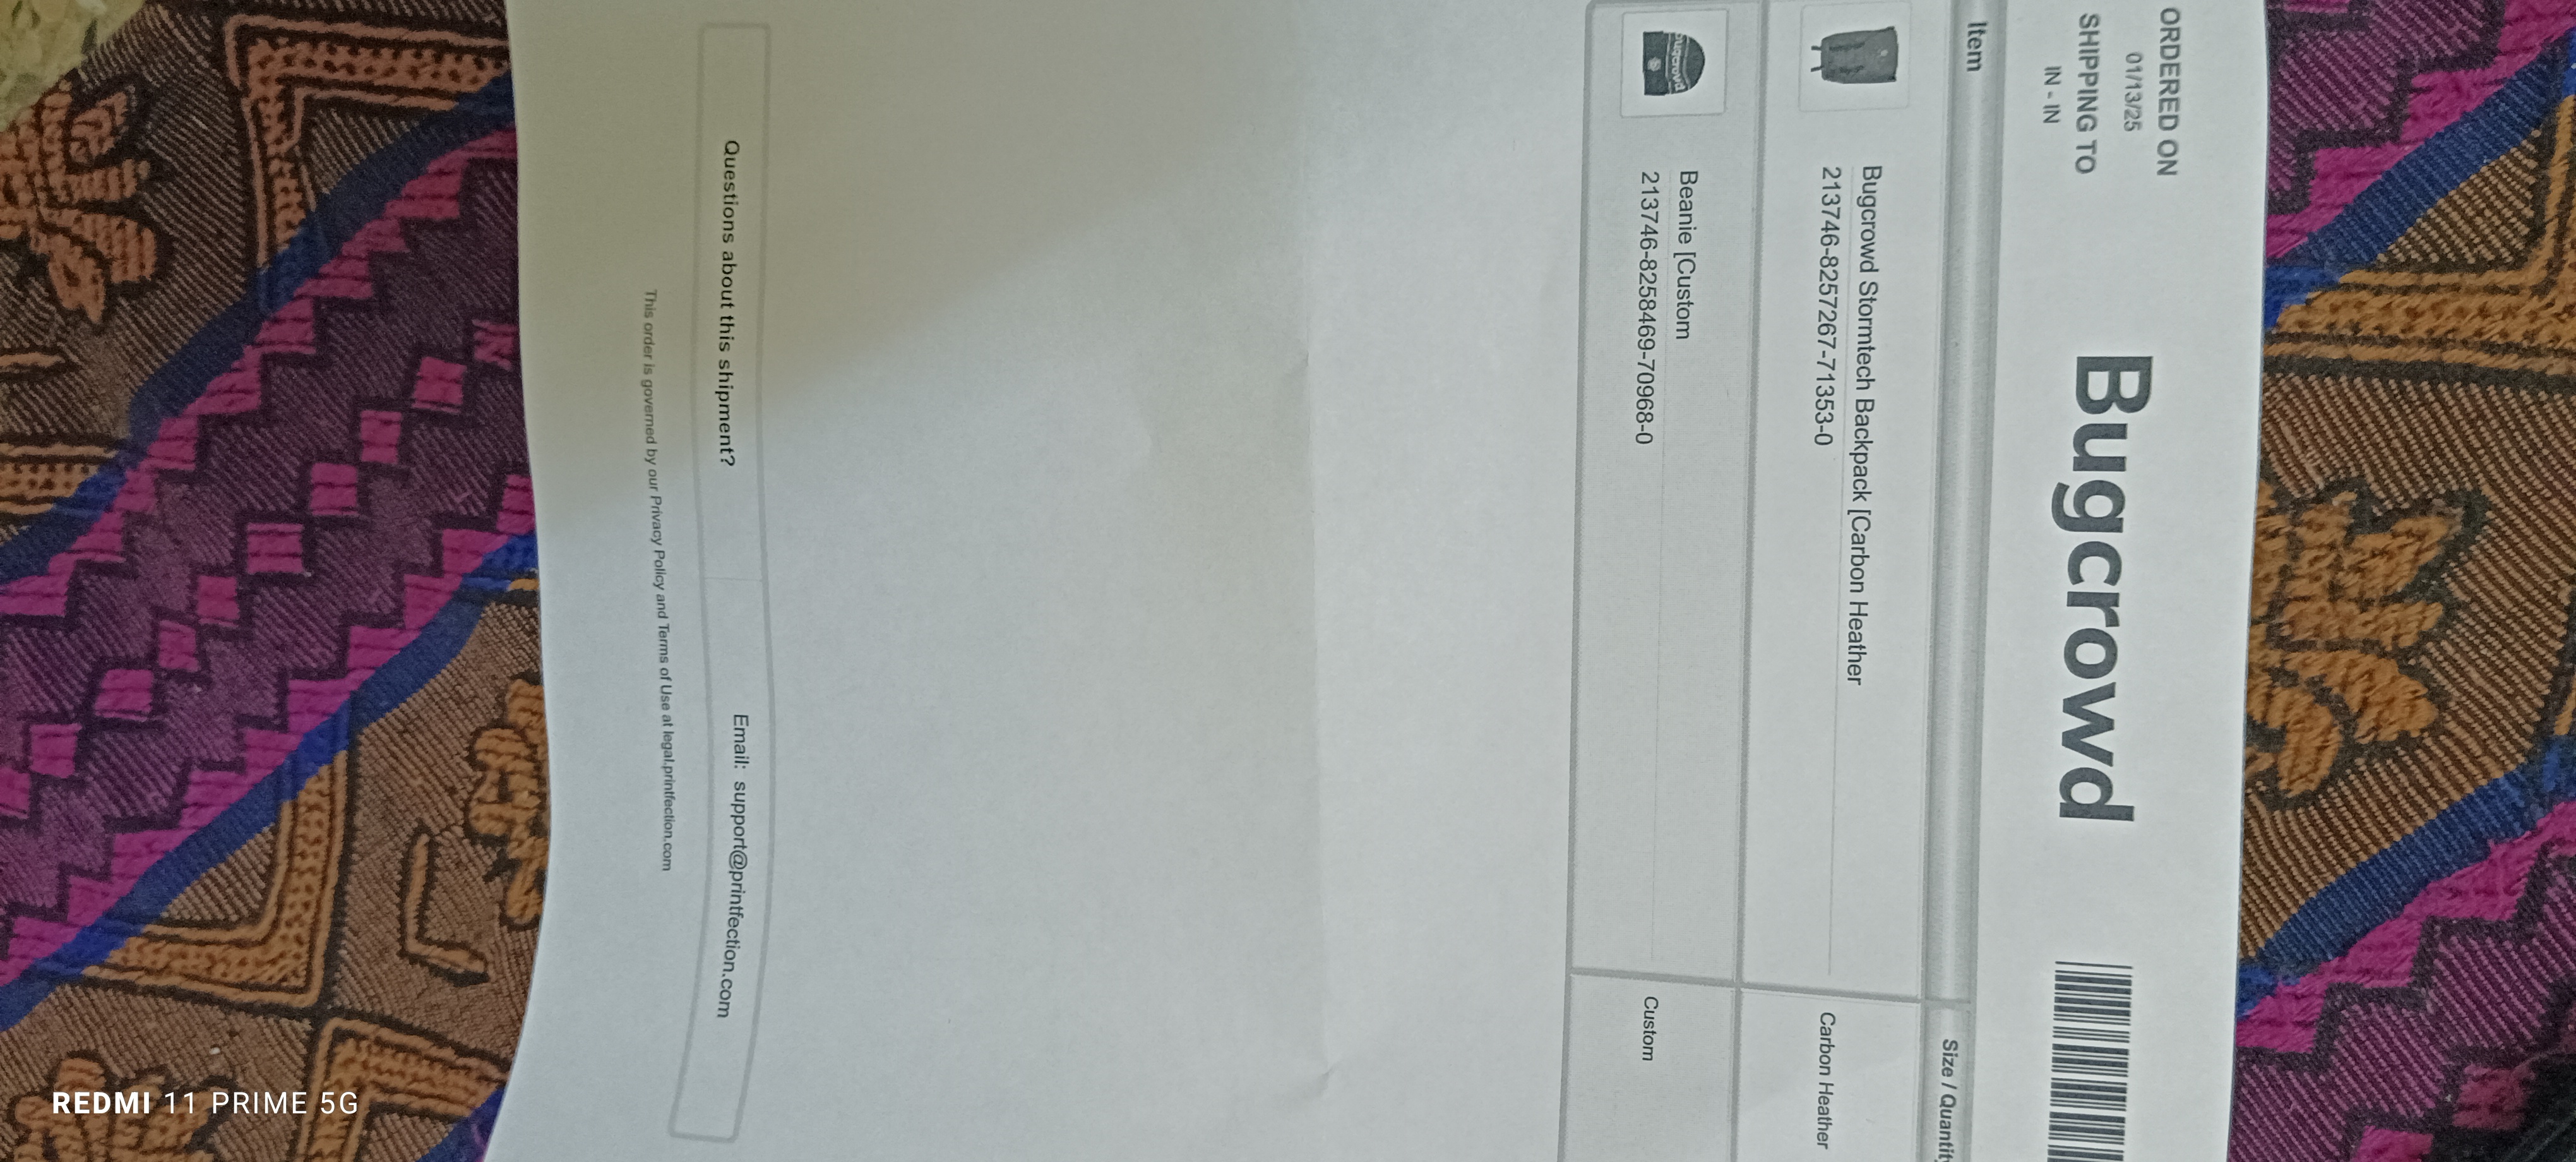 ORDERED ON
01/13/25
SHIPPING TO
IN - IN
Bugcrowd
Item
Size / Quantity
Bugcrowd Stormtech Backpack [Carbon Heather
213746-8257267-71353-0
Carbon Heather
Bugcrowd
Beanie [Custom
213746-8258469-70968-0
Custom
Questions about this shipment?
Email: support@printfection.com
This order is governed by our Privacy Policy and Terms of Use at legal.printfection.com
REDMI 11 PRIME 5G